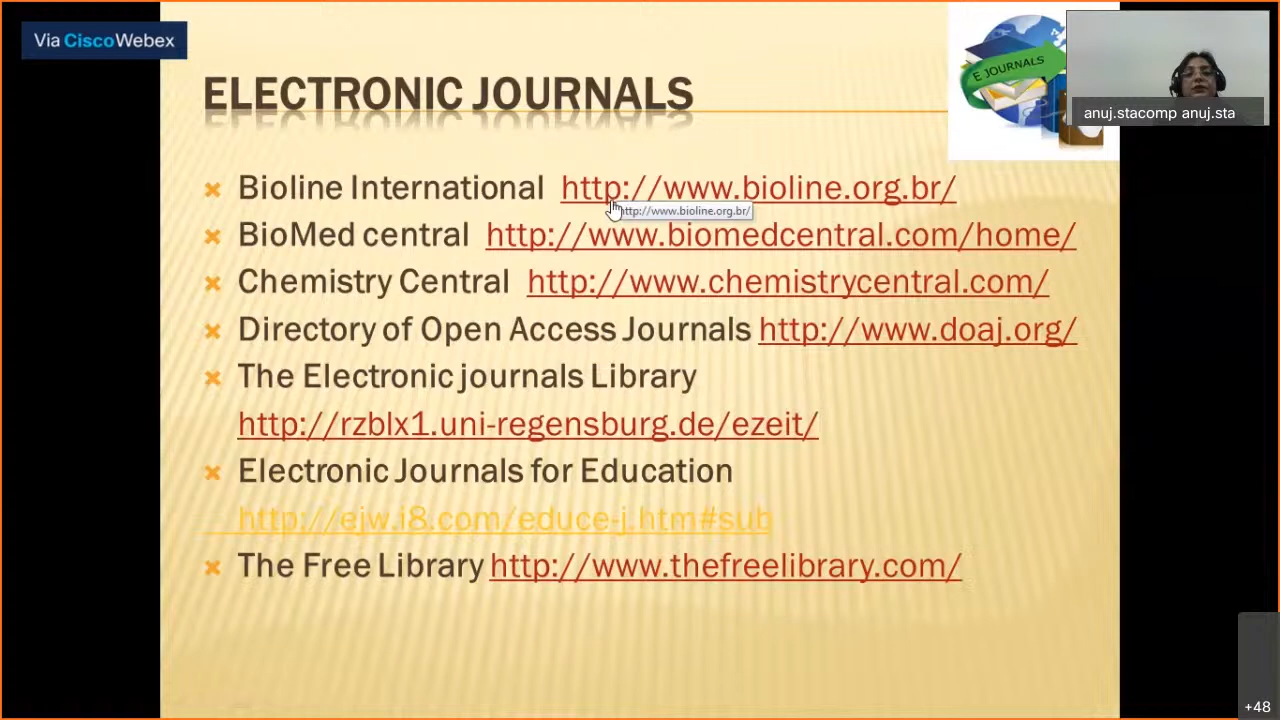 Via CiscoWebex
E JOURNALS
anuj.stacomp anuj.sta
ELECTRONIC JOURNALS
Bioline International http://www.bioline.org.br/
http://www.bioline.org.br/
BioMed central http://www.biomedcentral.com/home/
Chemistry Central http://www.chemistrycentral.com/
Directory of Open Access Journals http://www.doaj.org/
The Electronic journals Library
http://rzblx1.uni-regensburg.de/ezeit/
Electronic Journals for Education
http://ejw.i8.com/educe-j.htm#sub
The Free Library http://www.thefreelibrary.com/
+48